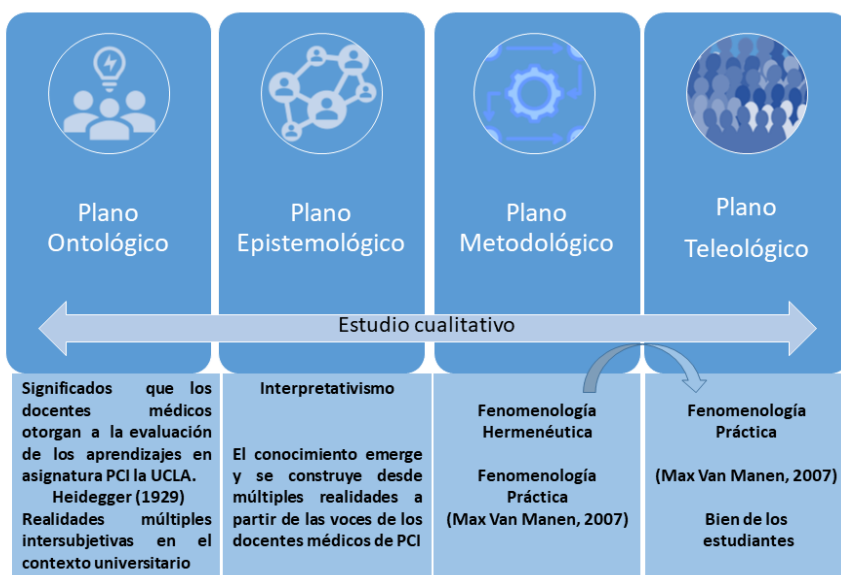 Plano
Ontológico
Plano
Epistemológico
Plano
Metodológico
Plano
Teleológico
Estudio cualitativo
Significados que los
docentes médicos
otorgan a la evaluación
de los aprendizajes en
asignatura PCI la UCLA.
Heidegger (1929)
Realidades múltiples
intersubjetivas en el
contexto universitario
Interpretativismo
El conocimiento emerge
y se construye desde
múltiples realidades a
partir de las voces de los
docentes médicos de PCI
Fenomenología
Hermenéutica
Fenomenología
Práctica
(Max Van Manen, 2007)
Fenomenología
Práctica
(Max Van Manen, 2007)
Bien de los
estudiantes